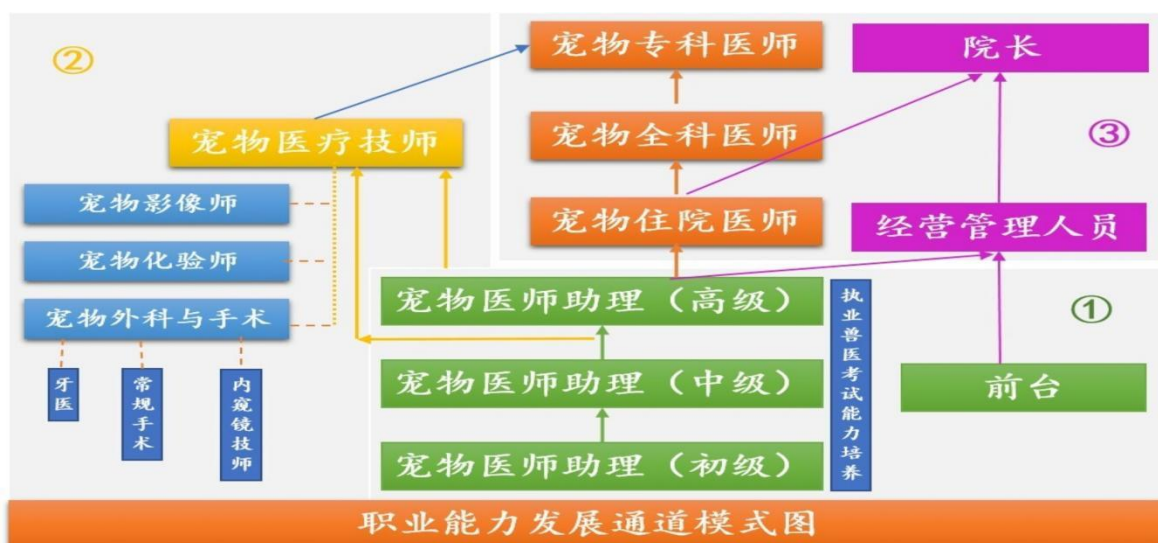 ②
宠物专科医师
院长
宠物医疗技师
宠物全科医师
③
宠物影像师
宠物住院医师
经营管理人员
宠物化验师
宠物医师助理（高级）
①
宠物外科与手术
执业兽医考试能力培养
牙医
常规手术
内窥镜技师
宠物医师助理（中级）
前台
宠物医师助理（初级）
职业能力发展通道模式图